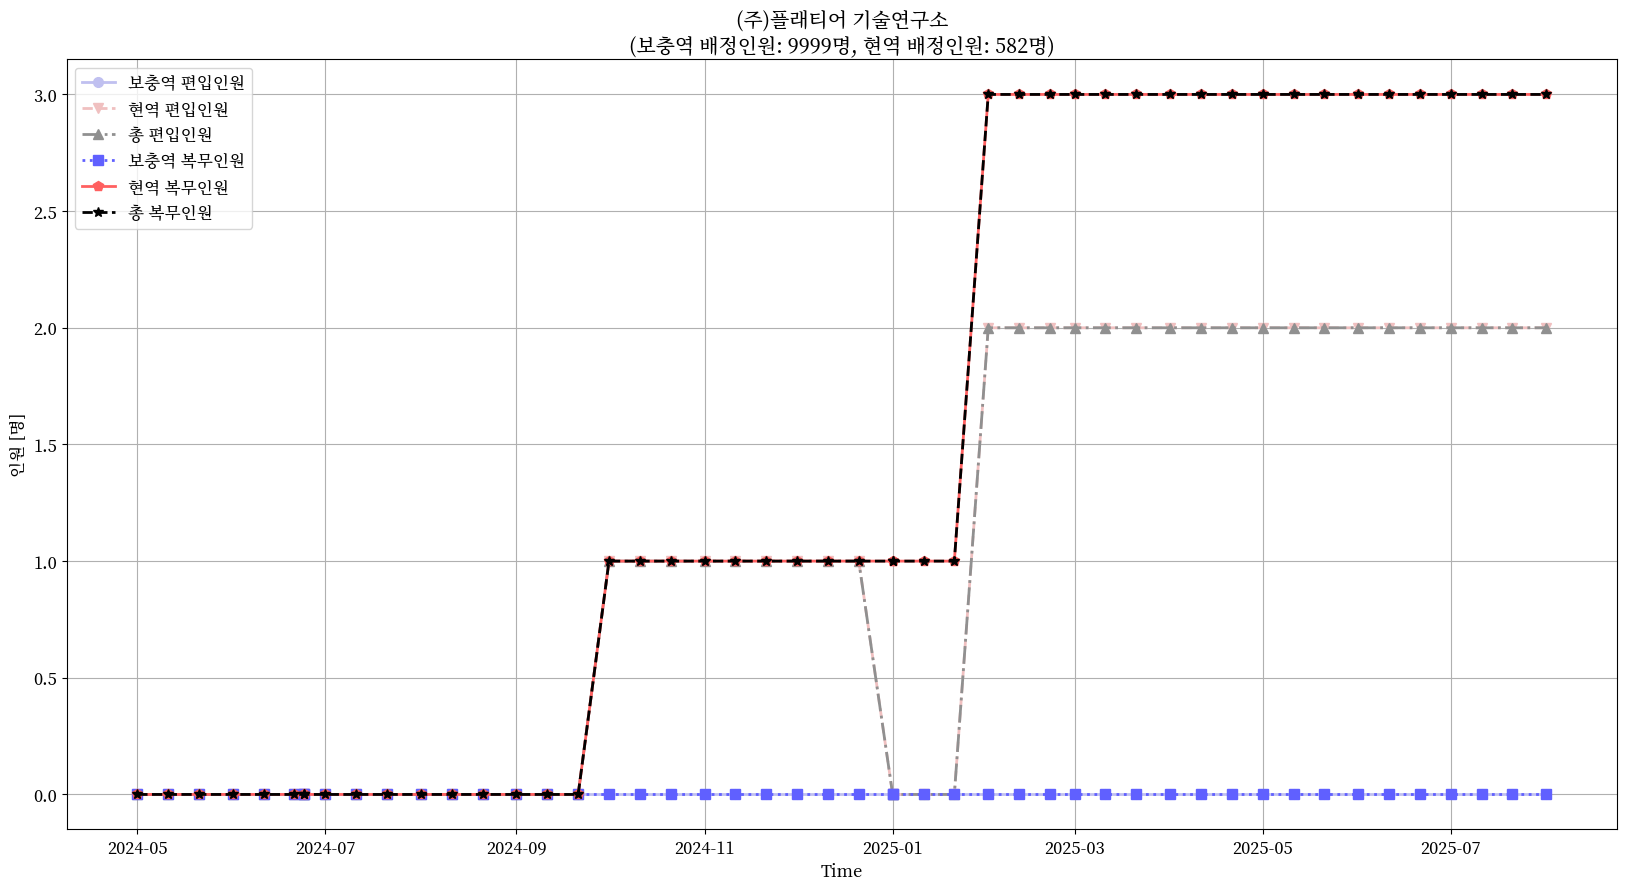 (주)플래티어 기술연구소
(보충역 배정인원: 9999명, 현역 배정인원: 582명)
보충역 편입인원
현역 편입인원
총 편입인원
보충역 복무인원
현역 복무인원
총 복무인원
3.0
2.5
2.0
1.5
1.0
0.5
0.0
인원 [명]
2024-05
2024-07
2024-09
2024-11
2025-01
2025-03
2025-05
2025-07
Time